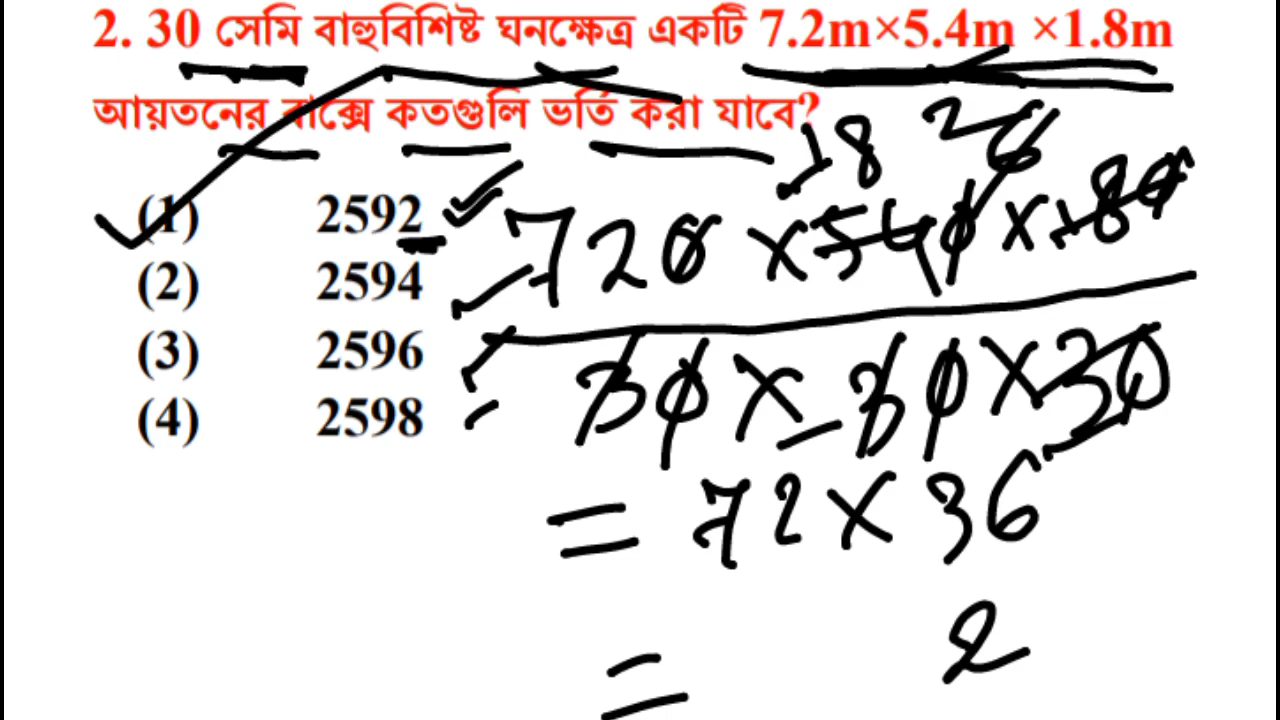 2. 30 সেমি বাহুবিশিষ্ট ঘনক্ষেত্র একটি 7.2m×5.4m ×1.8m
আয়তনের বাক্সে কতগুলি ভর্তি করা যাবে?
(1) 2592
(2) 2594
(3) 2596
(4) 2598
18 6
720 × 540 × 180
30 × 30 × 30
= 72 × 36
= 2